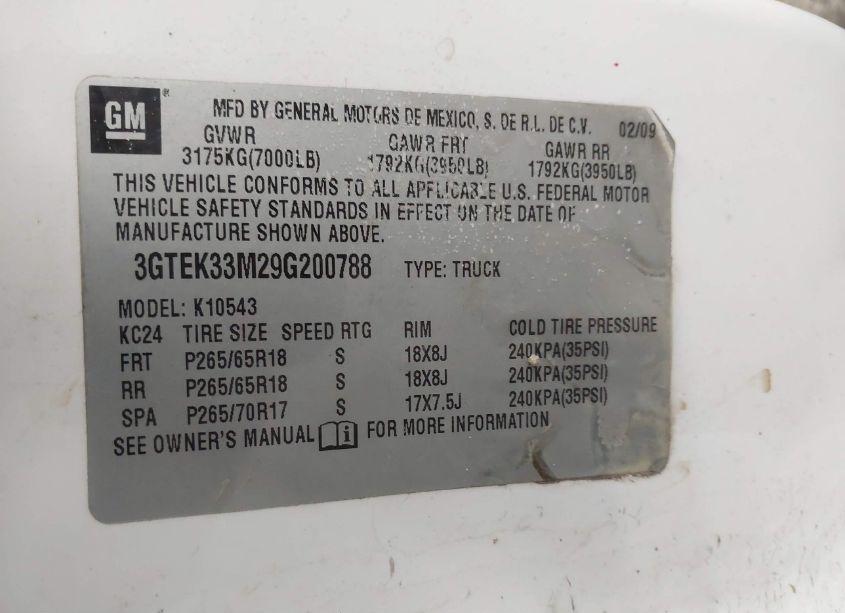 GM ® MFD BY GENERAL MOTORS DE MEXICO, S. DE R.L. DE C.V. 02/09
GVWR GAWR FRT GAWR RR
3175KG(7000LB) 1792KG(3950LB) 1792KG(3950LB)
THIS VEHICLE CONFORMS TO ALL APPLICABLE U.S. FEDERAL MOTOR
VEHICLE SAFETY STANDARDS IN EFFECT ON THE DATE OF
MANUFACTURE SHOWN ABOVE.
3GTEK33M29G200788 TYPE: TRUCK
MODEL: K10543
KC24 TIRE SIZE SPEED RTG RIM COLD TIRE PRESSURE
FRT P265/65R18 S 18X8J 240KPA(35PSI)
RR P265/65R18 S 18X8J 240KPA(35PSI)
SPA P265/70R17 S 17X7.5J 240KPA(35PSI)
SEE OWNER'S MANUAL i FOR MORE INFORMATION